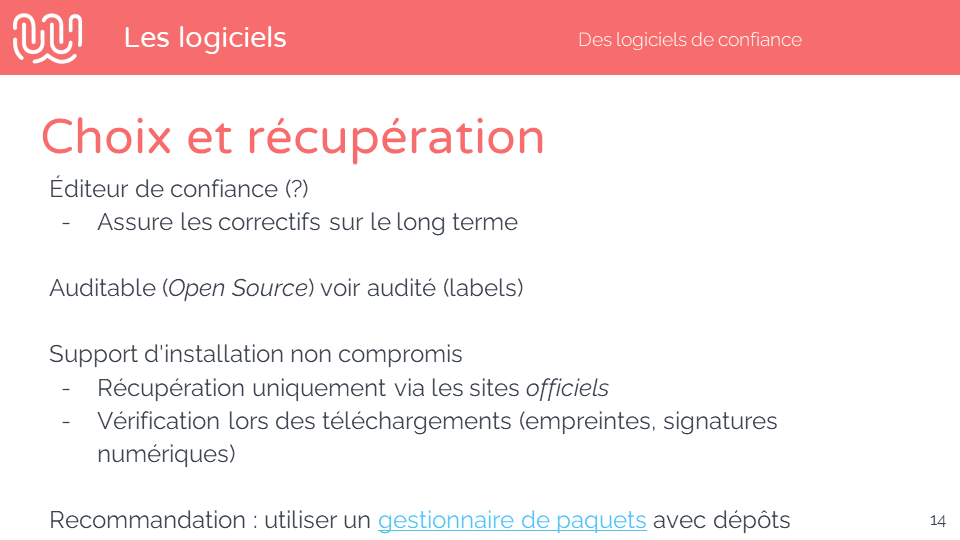 Les logiciels
Des logiciels de confiance
Choix et récupération
Éditeur de confiance (?)
- Assure les correctifs sur le long terme
Auditable (Open Source) voir audité (labels)
Support d'installation non compromis
- Récupération uniquement via les sites officiels
- Vérification lors des téléchargements (empreintes, signatures
numériques)
Recommandation : utiliser un gestionnaire de paquets avec dépôts
14